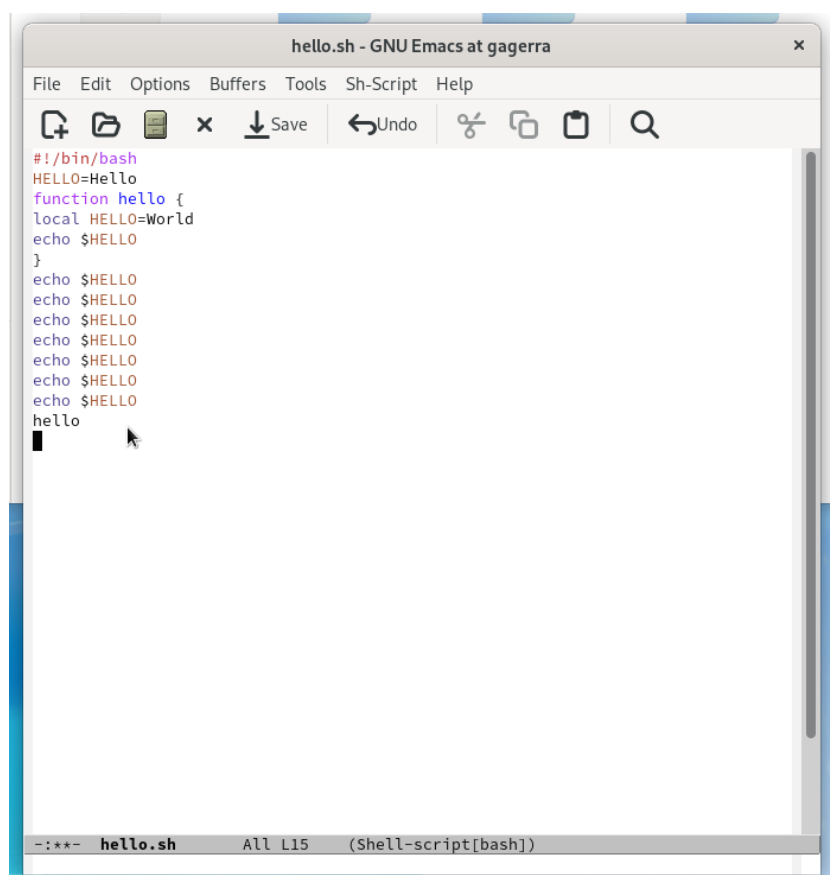 hello.sh - GNU Emacs at gagerra
File Edit Options Buffers Tools Sh-Script Help
Save Undo
#!/bin/bash
HELLO=Hello
function hello {
local HELLO=World
echo $HELLO
}
echo $HELLO
echo $HELLO
echo $HELLO
echo $HELLO
echo $HELLO
echo $HELLO
echo $HELLO
hello
-:**- hello.sh All L15 (Shell-script[bash])